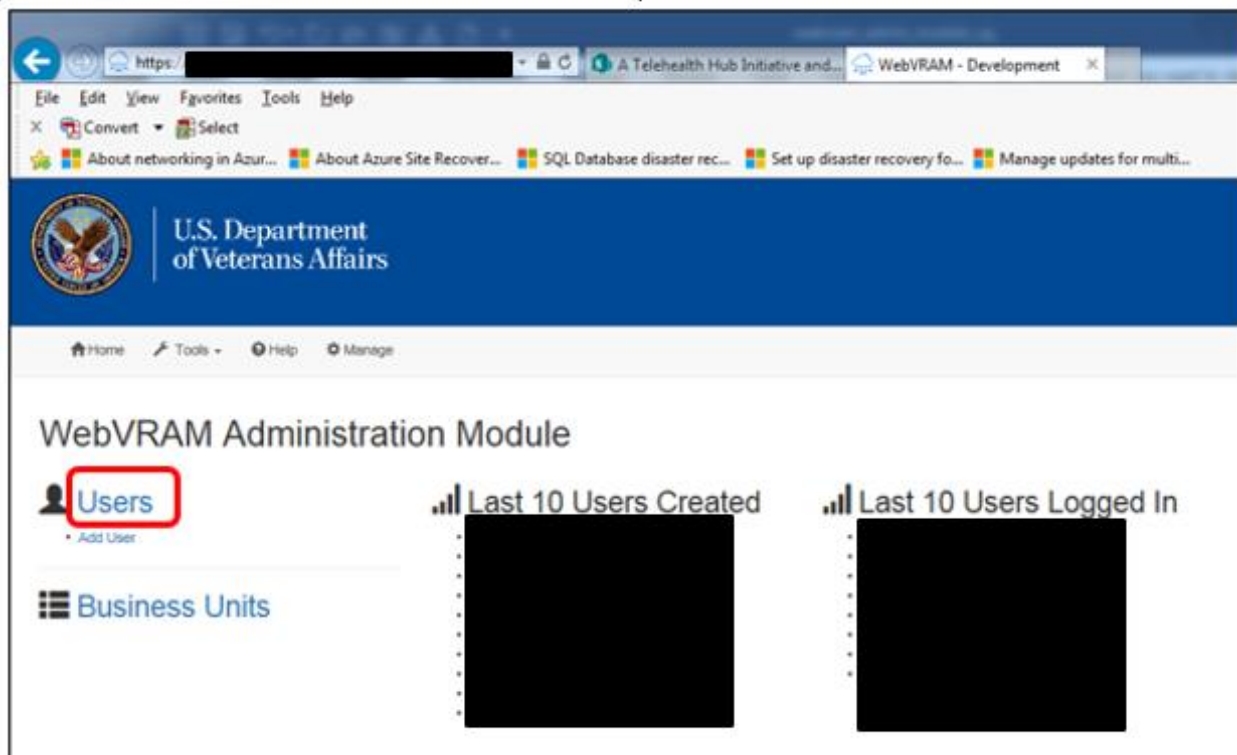 https:/
A Telehealth Hub Initiative and...
WebVRAM - Development
File Edit View Favorites Tools Help
Convert Select
About networking in Azur... About Azure Site Recover... SQL Database disaster rec... Set up disaster recovery fo... Manage updates for multi...
U.S. Department
of Veterans Affairs
Home Tools Help Manage
WebVRAM Administration Module
Users
Add User
Business Units
Last 10 Users Created
Last 10 Users Logged In